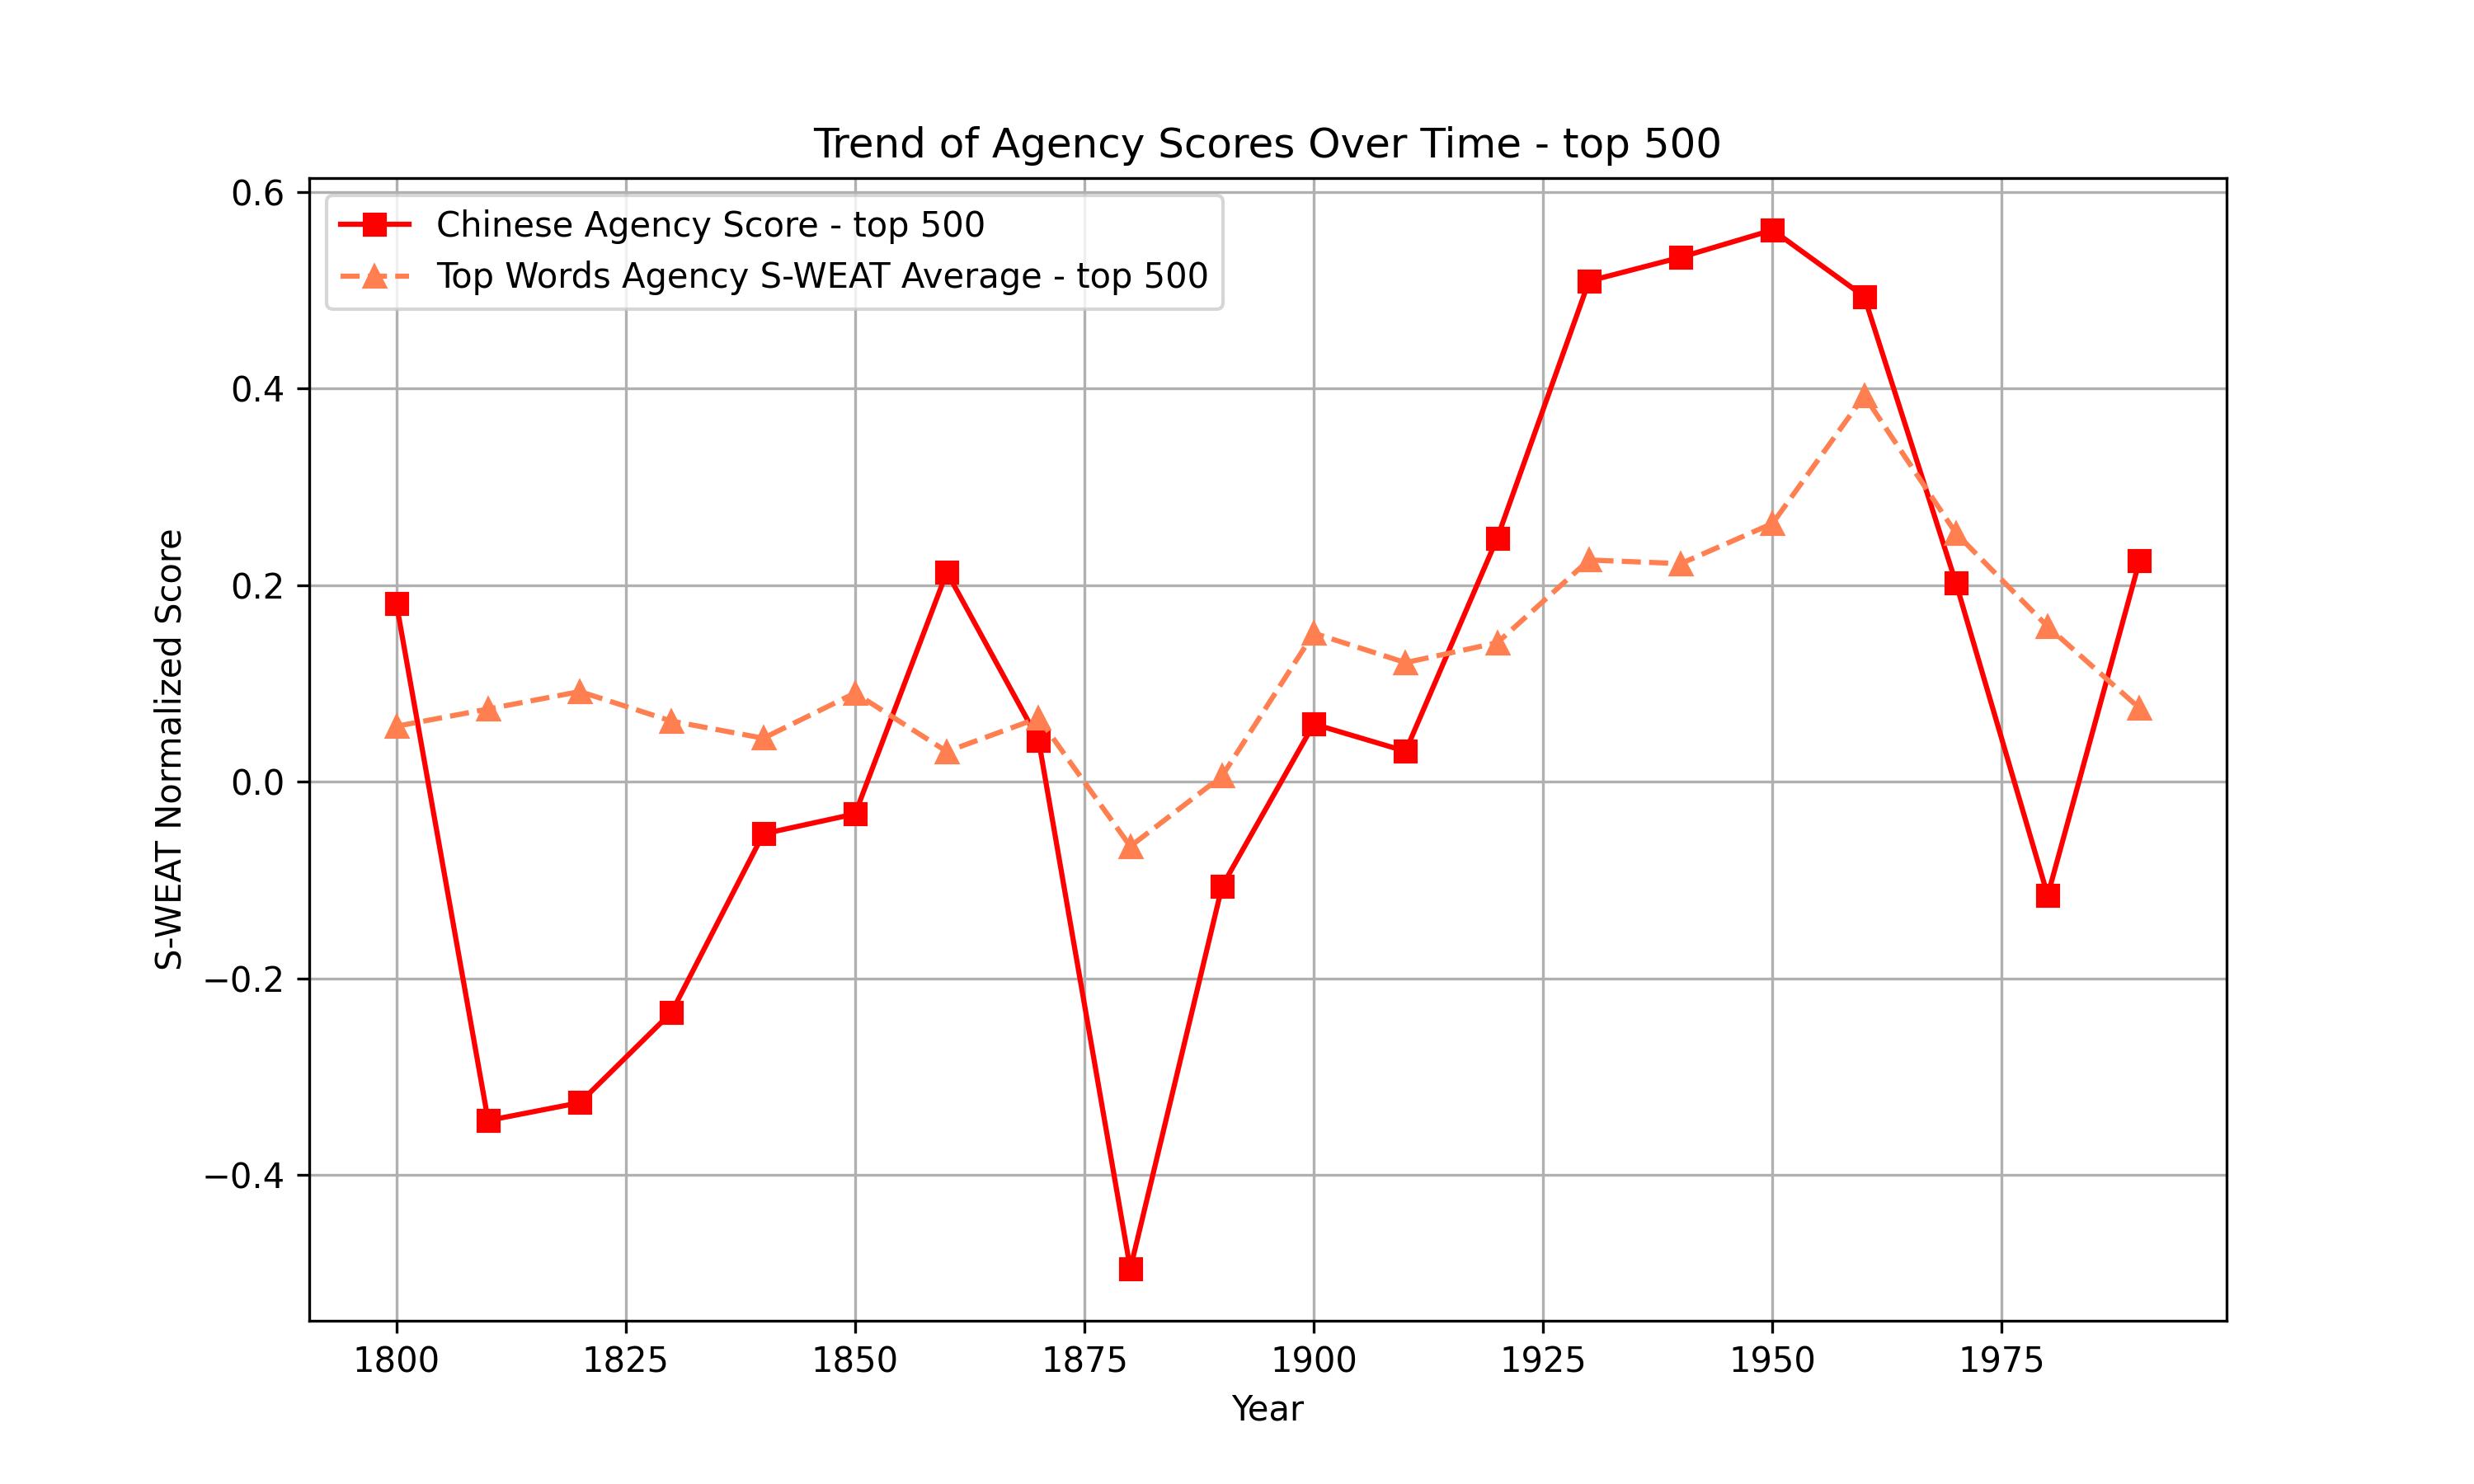 Trend of Agency Scores Over Time - top 500
Chinese Agency Score - top 500
Top Words Agency S-WEAT Average - top 500
S-WEAT Normalized Score
0.6
0.4
0.2
0.0
−0.2
−0.4
1800 1825 1850 1875 1900 1925 1950 1975
Year